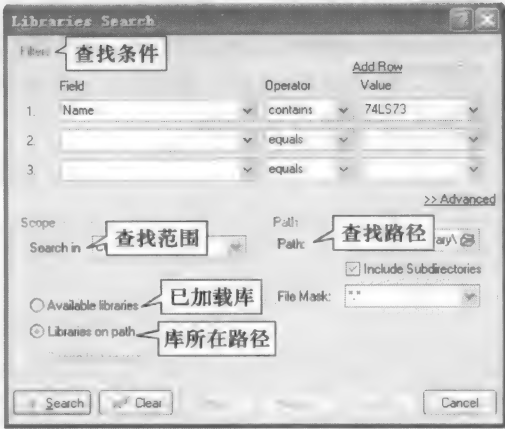 Libraries Search
Filters
查找条件
Add Row
Field Operator Value
1. Name contains 74LS73
2. equals
3. equals
>> Advanced
Scope
Path
Search in
查找范围
Path:
查找路径
ary\
Include Subdirectories
Available libraries
已加载库
File Mask: *.*
Libraries on path
库所在路径
Search
Clear
Cancel